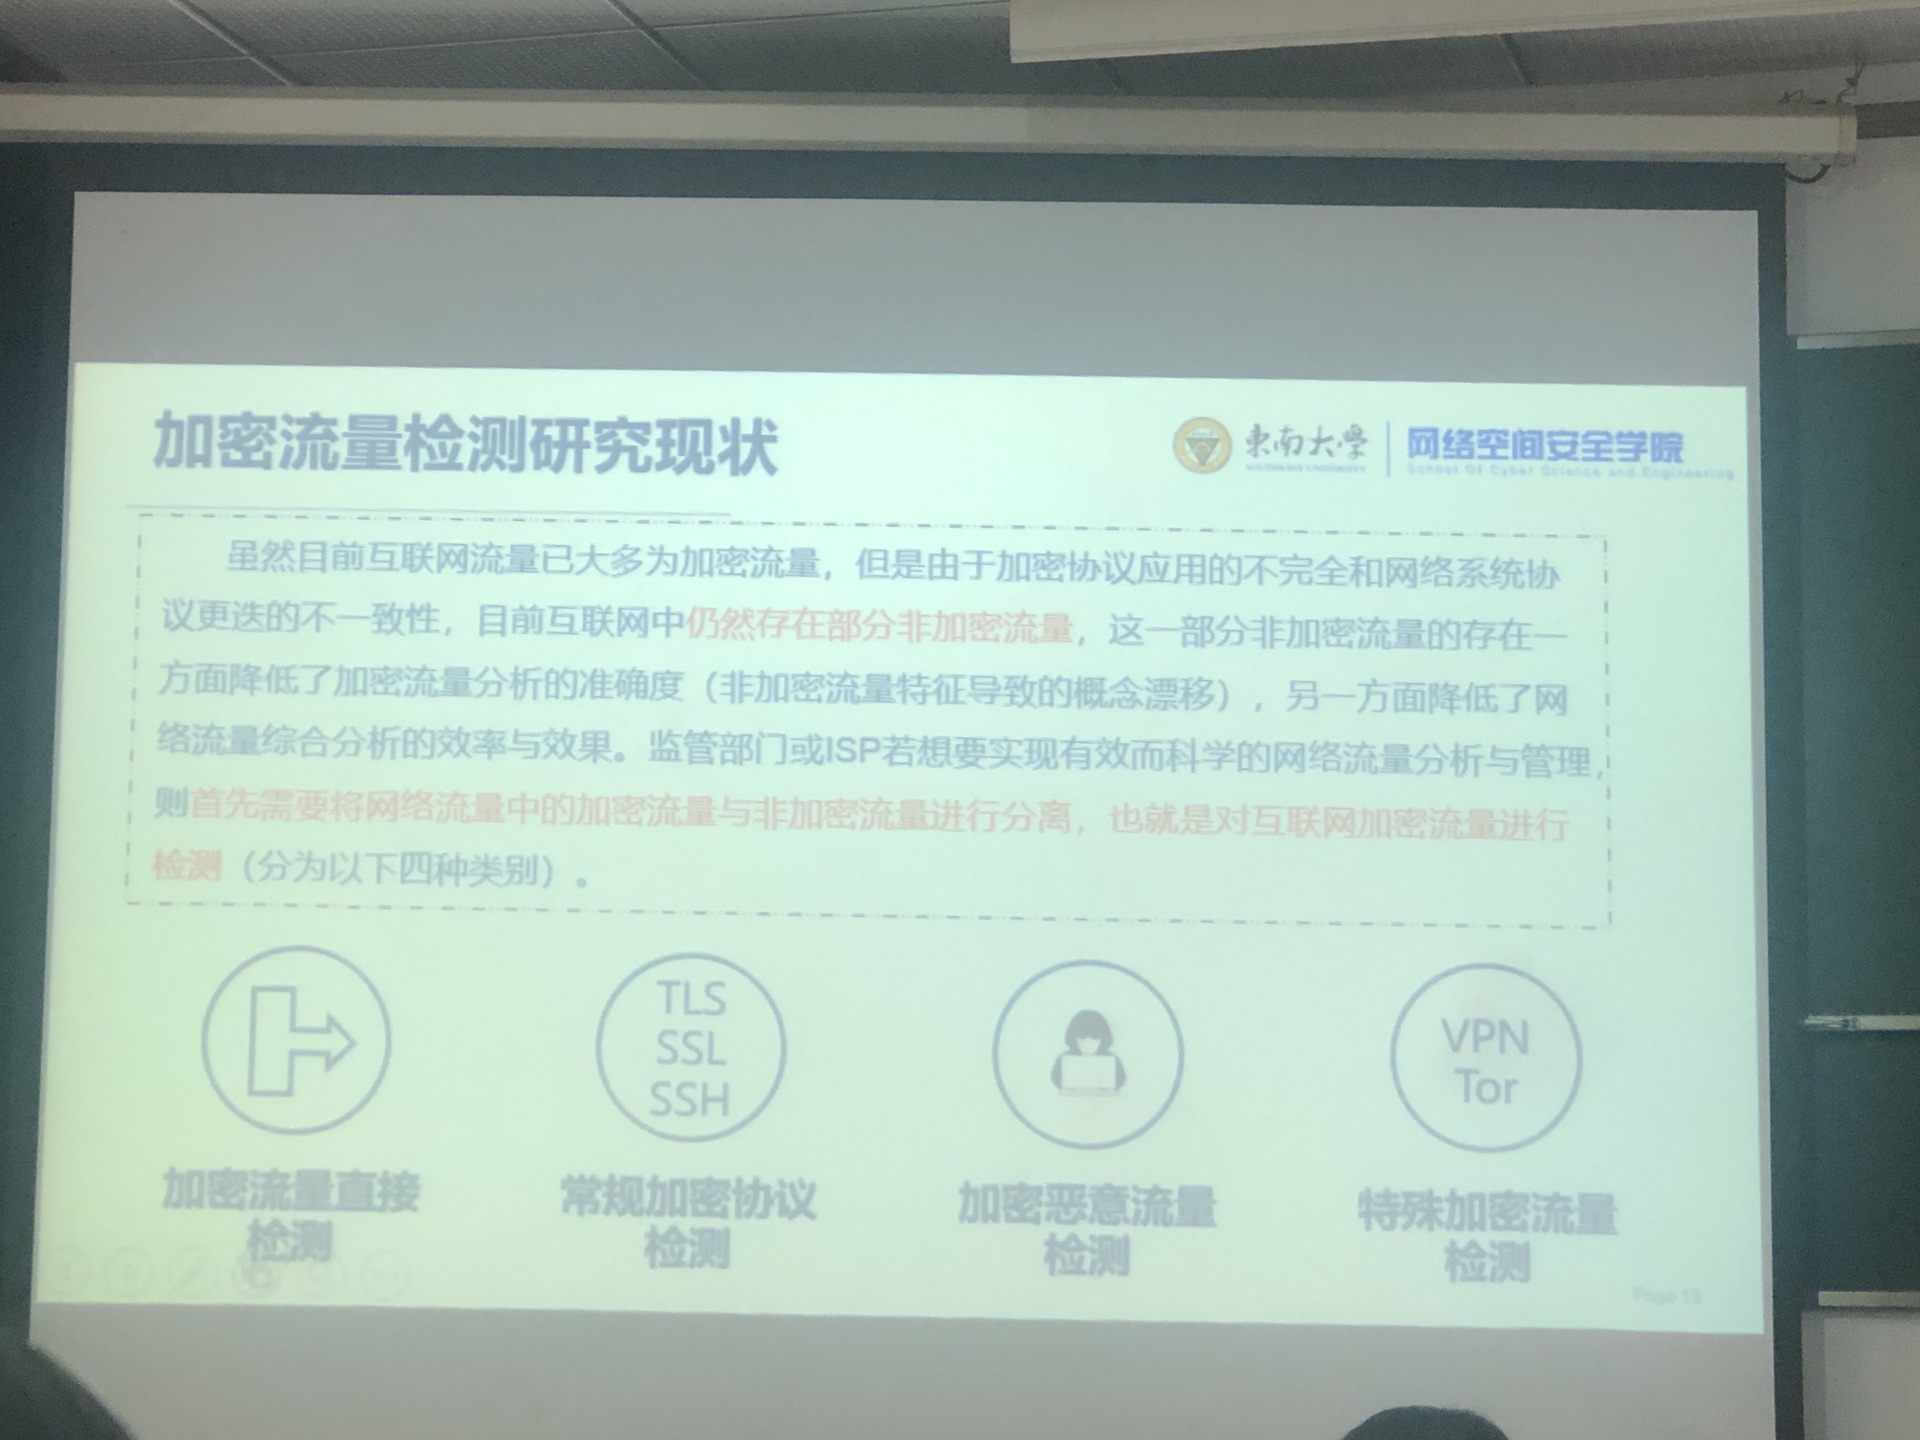 加密流量检测研究现状
東南大學
网络空间安全学院
School Of Cyber Science and Engineering
虽然目前互联网流量已大多为加密流量，但是由于加密协议应用的不完全和网络系统协
议更迭的不一致性，目前互联网中仍然存在部分非加密流量，这一部分非加密流量的存在一
方面降低了加密流量分析的准确度（非加密流量特征导致的概念漂移），另一方面降低了网
络流量综合分析的效率与效果。监管部门或ISP若想要实现有效而科学的网络流量分析与管理，
则首先需要将网络流量中的加密流量与非加密流量进行分离，也就是对互联网加密流量进行
检测（分为以下四种类别）。
TLS
SSL
SSH
VPN
Tor
加密流量直接
检测
常规加密协议
检测
加密恶意流量
检测
特殊加密流量
检测
Page 13